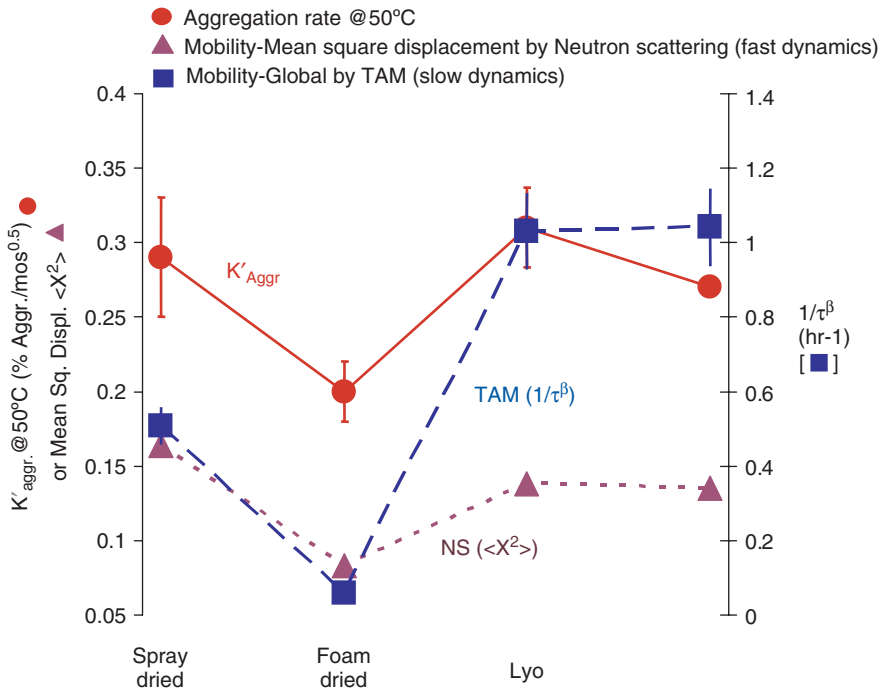 Aggregation rate @50ºC
Mobility-Mean square displacement by Neutron scattering (fast dynamics)
Mobility-Global by TAM (slow dynamics)
0.4
0.35
0.3
0.25
0.2
0.15
0.1
0.05
1.4
1.2
1
0.8
0.6
0.4
0.2
0
K′aggr. @50ºC (% Aggr./mos^0.5)
or Mean Sq. Displ. <X²>
K′Aggr
TAM (1/τ^β)
NS (<X²>)
1/τ^β
(hr-1)
[ ■ ]
Spray
dried
Foam
dried
Lyo